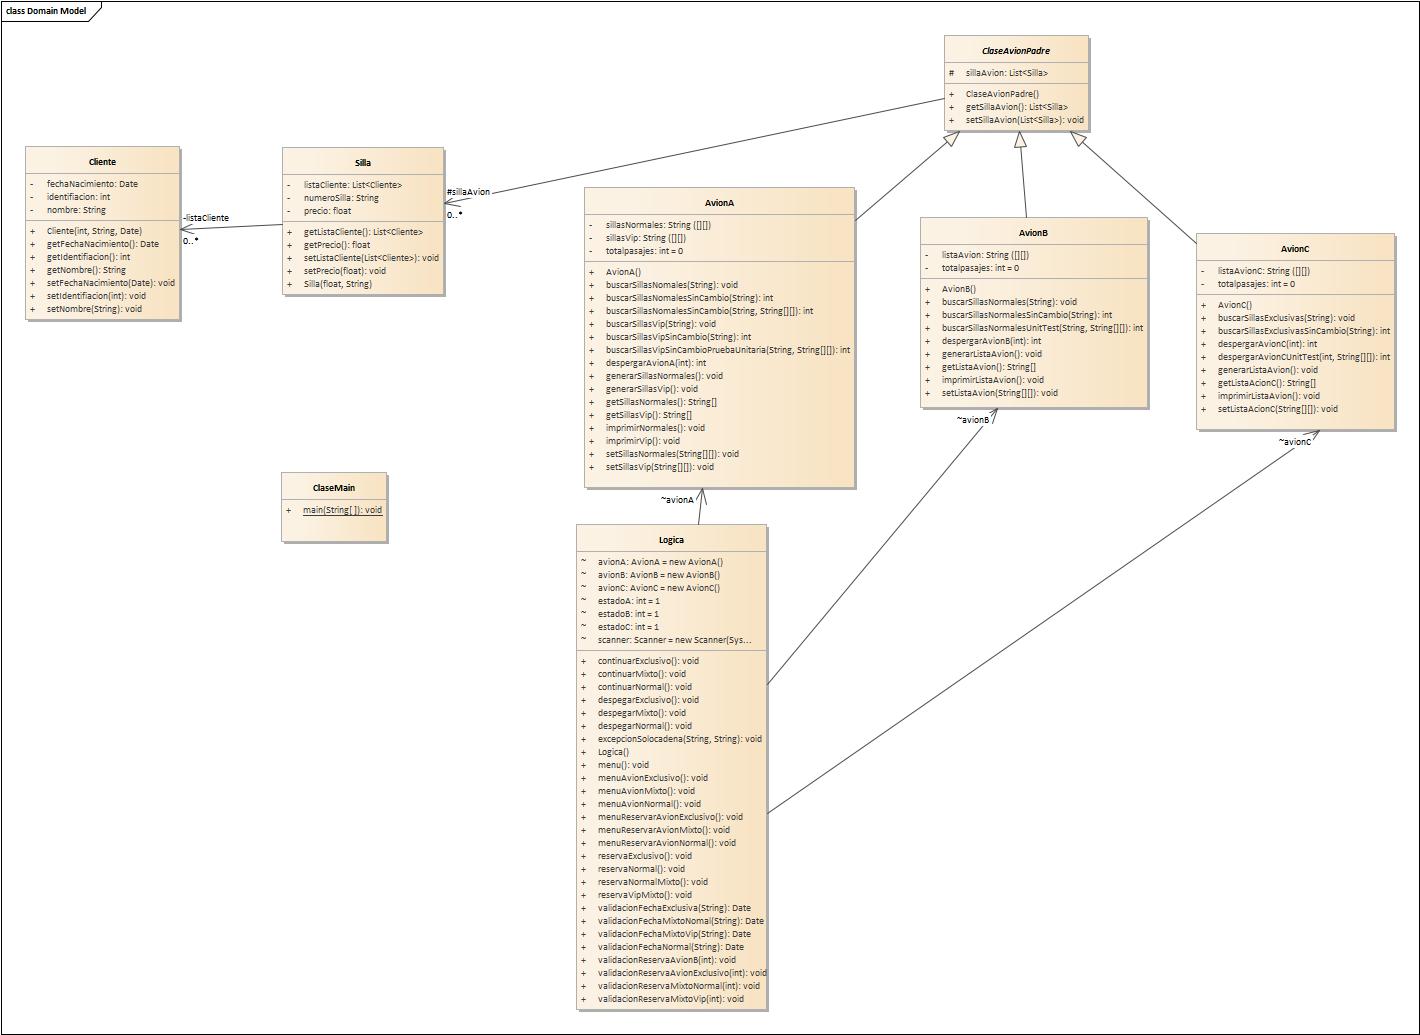 class Domain Model
ClaseAvionPadre
# sillaAvion: List<Silla>
+ ClaseAvionPadre()
+ getSillaAvion(): List<Silla>
+ setSillaAvion(List<Silla>): void
Cliente
- fechaNacimiento: Date
- identifiacion: int
- nombre: String
+ Cliente(int, String, Date)
+ getFechaNacimiento(): Date
+ getIdentifiacion(): int
+ getNombre(): String
+ setFechaNacimiento(Date): void
+ setIdentifiacion(int): void
+ setNombre(String): void
-listaCliente
0..*
Silla
- listaCliente: List<Cliente>
- numeroSilla: String
- precio: float
+ getListaCliente(): List<Cliente>
+ getPrecio(): float
+ setListaCliente(List<Cliente>): void
+ setPrecio(float): void
+ Silla(float, String)
#sillaAvion
0..*
AvionA
- sillasNormales: String ([][])
- sillasVip: String ([][])
- totalpasajes: int = 0
+ AvionA()
+ buscarSillasNomales(String): void
+ buscarSillasNomalesSinCambio(String): int
+ buscarSillasNomalesSinCambio(String, String[][]): int
+ buscarSillasVip(String): void
+ buscarSillasVipSinCambio(String): int
+ buscarSillasVipSinCambioPruebaUnitaria(String, String[][]): int
+ despergarAvionA(int): int
+ generarSillasNormales(): void
+ generarSillasVip(): void
+ getSillasNormales(): String[]
+ getSillasVip(): String[]
+ imprimirNormales(): void
+ imprimirVip(): void
+ setSillasNormales(String[][]): void
+ setSillasVip(String[][]): void
AvionB
- listaAvion: String ([][])
- totalpasajes: int = 0
+ AvionB()
+ buscarSillasNormales(String): void
+ buscarSillasNormalesSinCambio(String): int
+ buscarSillasNormalesUnitTest(String, String[][]): int
+ despergarAvionB(int): int
+ generarListaAvion(): void
+ getListaAvion(): String[]
+ imprimirListaAvion(): void
+ setListaAvion(String[][]): void
AvionC
- listaAvionC: String ([][])
- totalpasajes: int = 0
+ AvionC()
+ buscarSillasExclusivas(String): void
+ buscarSillasExclusivasSinCambio(String): int
+ despergarAvionC(int): int
+ despergarAvionCUnitTest(int, String[][]): int
+ generarListaAvion(): void
+ getListaAcionC(): String[]
+ imprimirListaAvion(): void
+ setListaAcionC(String[][]): void
~avionB
~avionC
ClaseMain
+ main(String[]): void
~avionA
Logica
~ avionA: AvionA = new AvionA()
~ avionB: AvionB = new AvionB()
~ avionC: AvionC = new AvionC()
~ estadoA: int = 1
~ estadoB: int = 1
~ estadoC: int = 1
~ scanner: Scanner = new Scanner(Sys...
+ continuarExclusivo(): void
+ continuarMixto(): void
+ continuarNormal(): void
+ despegarExclusivo(): void
+ despegarMixto(): void
+ despegarNormal(): void
+ excepcionSolocadena(String, String): void
+ Logica()
+ menu(): void
+ menuAvionExclusivo(): void
+ menuAvionMixto(): void
+ menuAvionNormal(): void
+ menuReservarAvionExclusivo(): void
+ menuReservarAvionMixto(): void
+ menuReservarAvionNormal(): void
+ reservaExclusivo(): void
+ reservaNormal(): void
+ reservaNormalMixto(): void
+ reservaVipMixto(): void
+ validacionFechaExclusiva(String): Date
+ validacionFechaMixtoNomal(String): Date
+ validacionFechaMixtoVip(String): Date
+ validacionFechaNormal(String): Date
+ validacionReservaAvionB(int): void
+ validacionReservaAvionExclusivo(int): void
+ validacionReservaMixtoNormal(int): void
+ validacionReservaMixtoVip(int): void